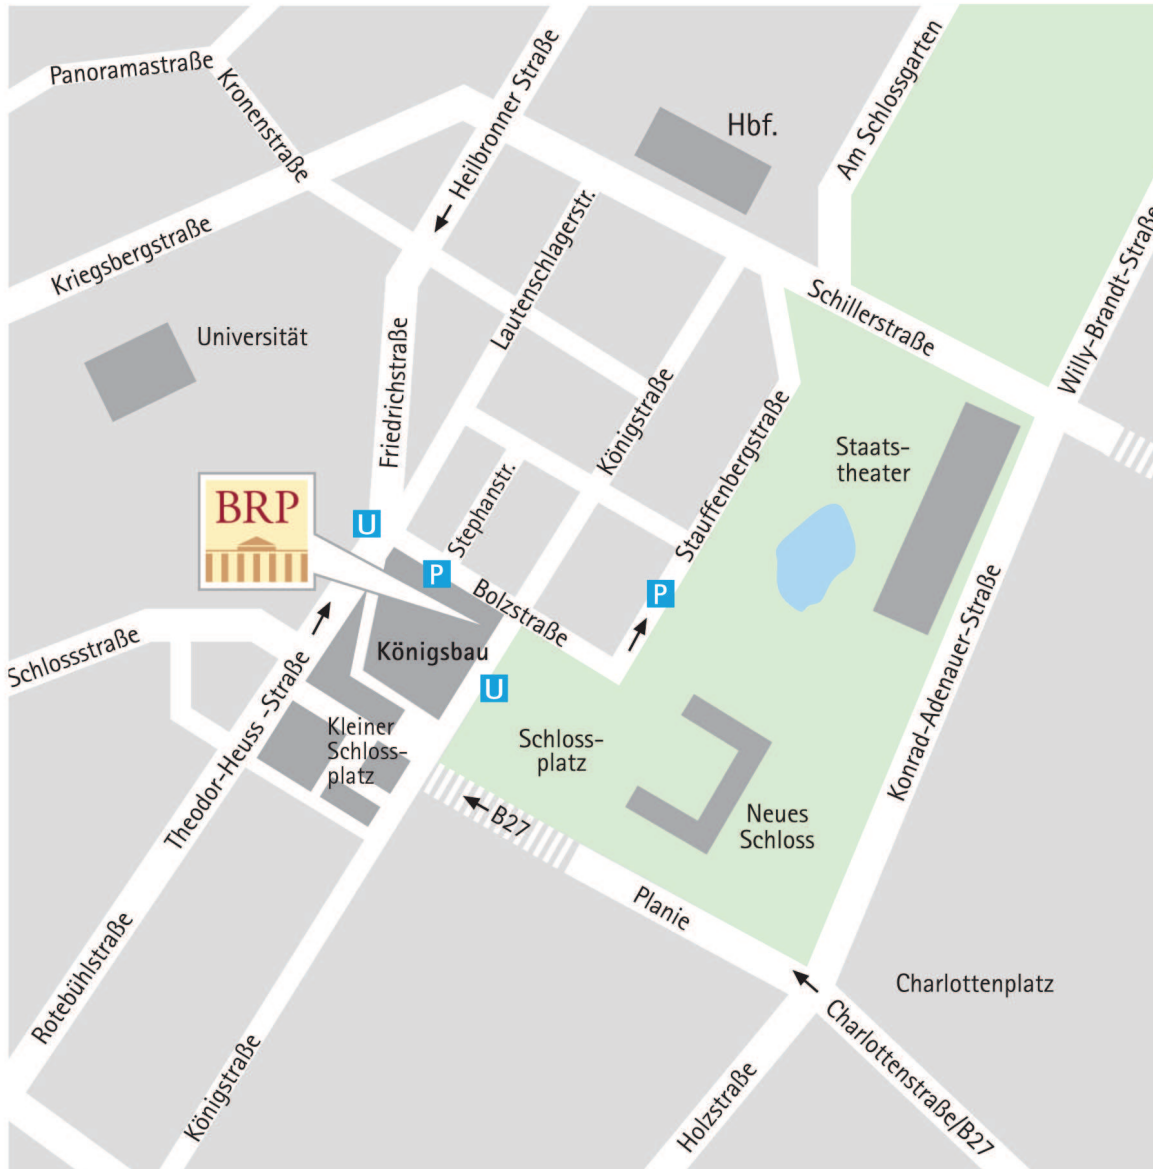 Panoramastraße
Kronenstraße
Heilbronner Straße
Hbf.
Am Schlossgarten
Kriegsbergstraße
Lautenschlagerstr.
Universität
Friedrichstraße
Schillerstraße
Willy-Brandt-Straße
Königstraße
Stauffenbergstraße
Staats-
theater
BRP
U
Stephanstr.
P
Bolzstraße
P
Schlossstraße
Königsbau
U
Konrad-Adenauer-Straße
Theodor-Heuss -Straße
Kleiner
Schloss-
platz
Schloss-
platz
B27
Neues
Schloss
Planie
Rotebühlstraße
Charlottenplatz
Königstraße
Holzstraße
Charlottenstraße/B27